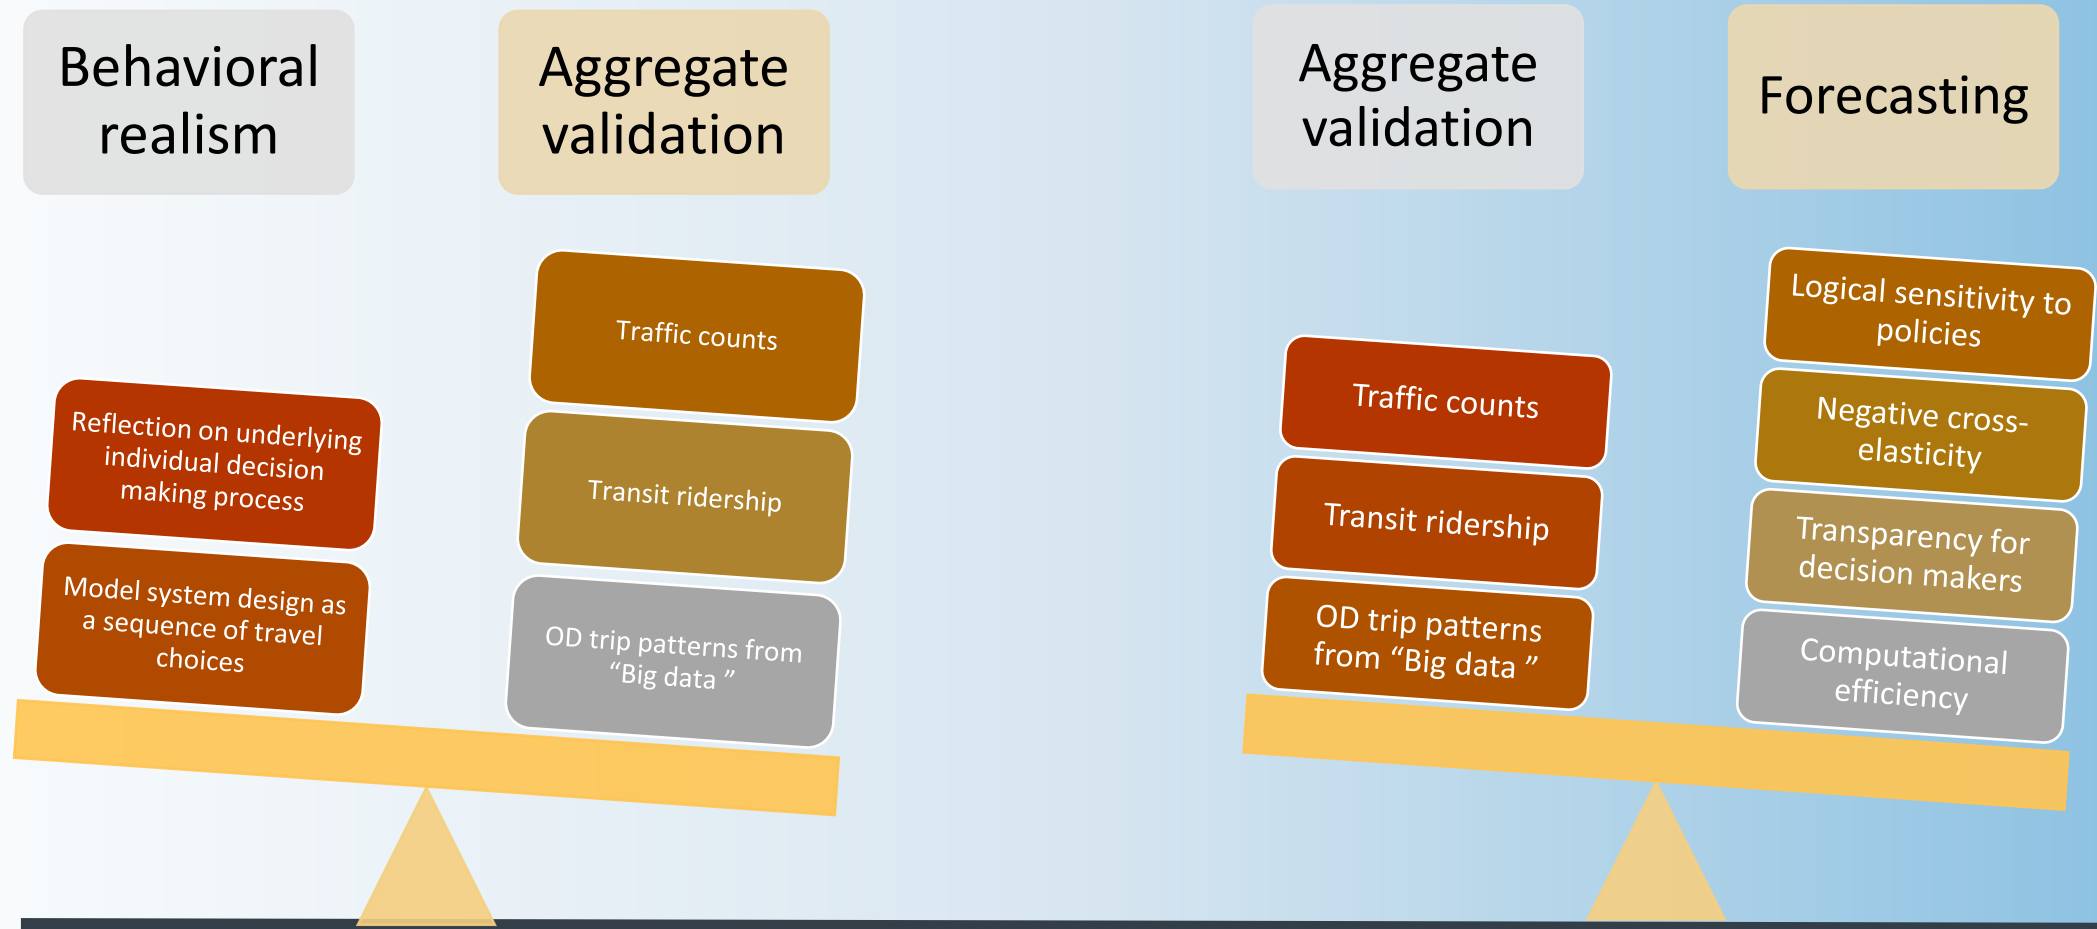 Behavioral
realism
Aggregate
validation
Reflection on underlying
individual decision
making process
Model system design as
a sequence of travel
choices
Traffic counts
Transit ridership
OD trip patterns from
“Big data ”
Aggregate
validation
Forecasting
Traffic counts
Transit ridership
OD trip patterns
from “Big data ”
Logical sensitivity to
policies
Negative cross-
elasticity
Transparency for
decision makers
Computational
efficiency